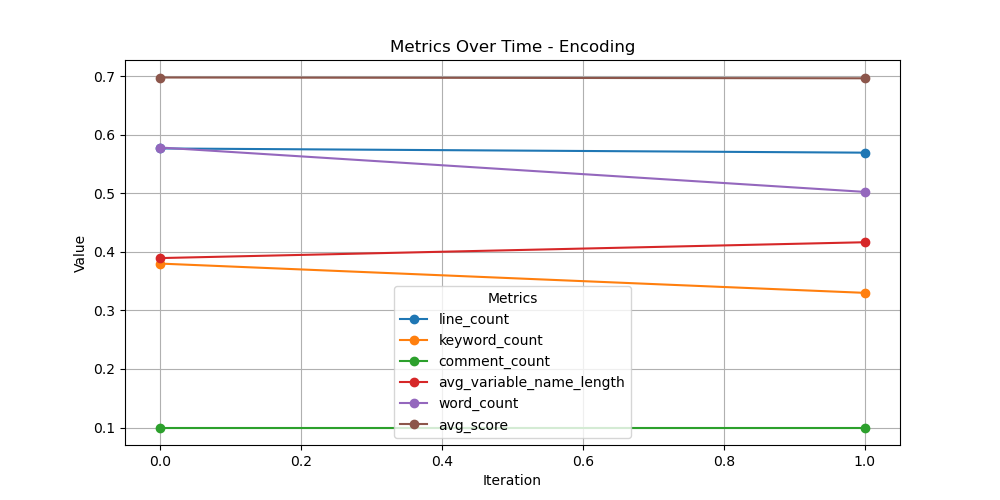 Metrics Over Time - Encoding
Value
0.7
0.6
0.5
0.4
0.3
0.2
0.1
Metrics
line_count
keyword_count
comment_count
avg_variable_name_length
word_count
avg_score
0.0 0.2 0.4 0.6 0.8 1.0
Iteration